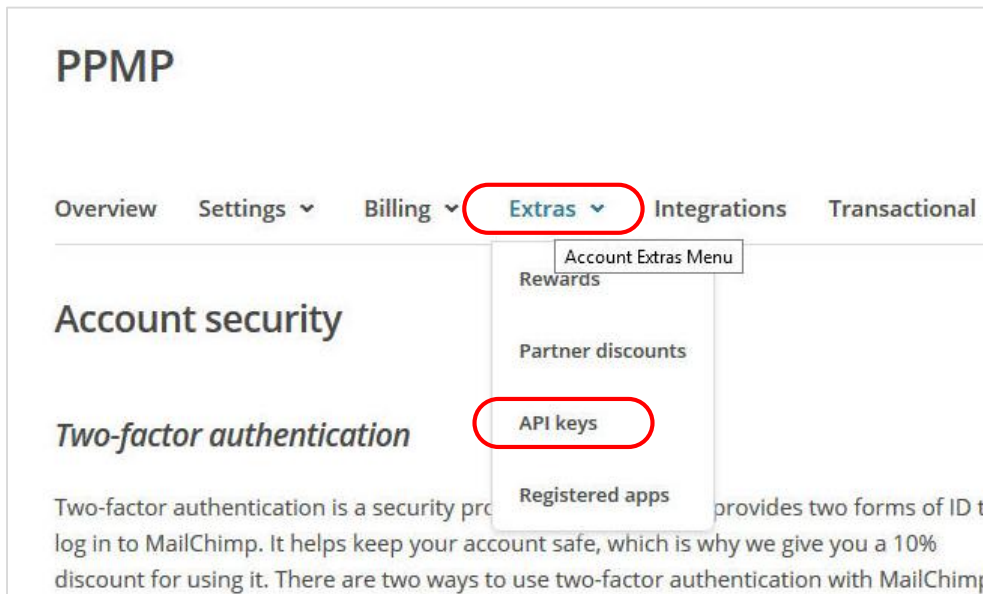 PPMP
Overview Settings Billing Extras Integrations Transactional
Account Extras Menu
Rewards
Partner discounts
API keys
Registered apps
Account security
Two-factor authentication
Two-factor authentication is a security provides two forms of ID
log in to MailChimp. It helps keep your account safe, which is why we give you a 10%
discount for using it. There are two ways to use two-factor authentication with MailChimp